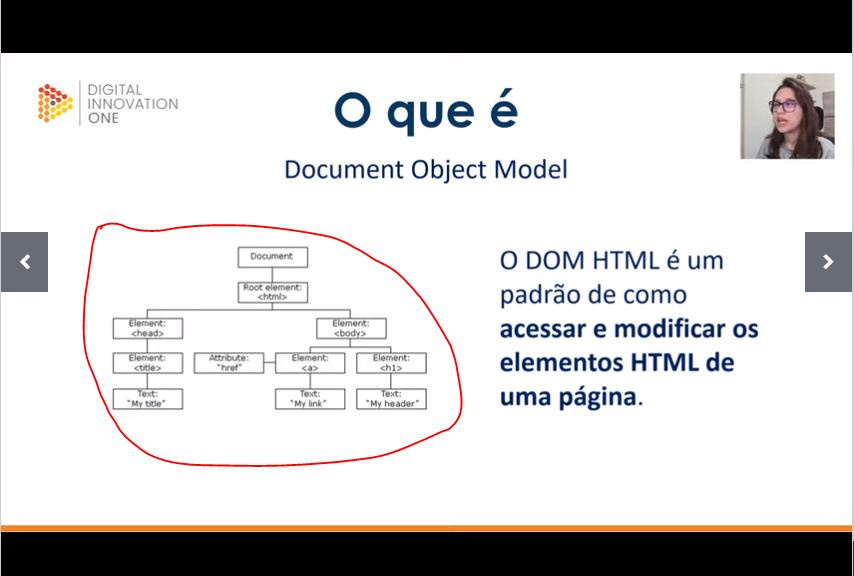 DIGITAL
INNOVATION
ONE
O que é
Document Object Model
Document
Root element:
<html>
Element:
<head>
Element:
<body>
Element:
<title>
Attribute:
"href"
Element:
<a>
Element:
<h1>
Text:
"My title"
Text:
"My link"
Text:
"My header"
O DOM HTML é um
padrão de como
acessar e modificar os
elementos HTML de
uma página.